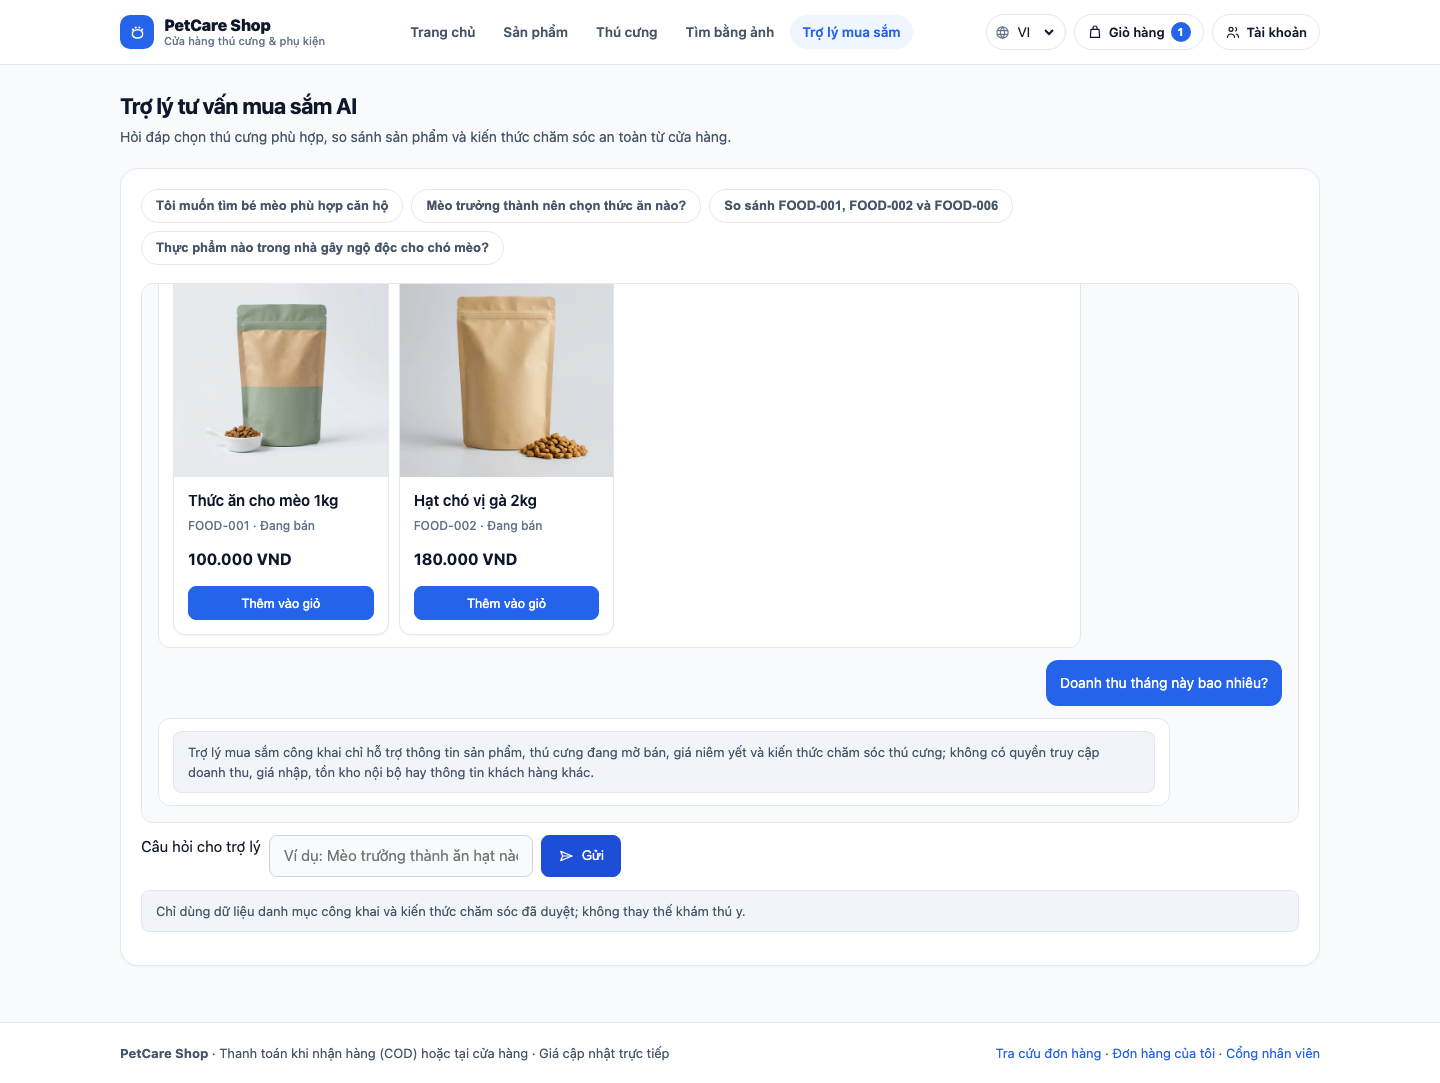 PetCare Shop
Cửa hàng thú cưng & phụ kiện
Trang chủ
Sản phẩm
Thú cưng
Tìm bằng ảnh
Trợ lý mua sắm
VI
Giỏ hàng 1
Tài khoản
Trợ lý tư vấn mua sắm AI
Hỏi đáp chọn thú cưng phù hợp, so sánh sản phẩm và kiến thức chăm sóc an toàn từ cửa hàng.
Tôi muốn tìm bé mèo phù hợp căn hộ
Mèo trưởng thành nên chọn thức ăn nào?
So sánh FOOD-001, FOOD-002 và FOOD-006
Thực phẩm nào trong nhà gây ngộ độc cho chó mèo?
Thức ăn cho mèo 1kg
FOOD-001 · Đang bán
100.000 VND
Thêm vào giỏ
Hạt chó vị gà 2kg
FOOD-002 · Đang bán
180.000 VND
Thêm vào giỏ
Doanh thu tháng này bao nhiêu?
Trợ lý mua sắm công khai chỉ hỗ trợ thông tin sản phẩm, thú cưng đang mở bán, giá niêm yết và kiến thức chăm sóc thú cưng; không có quyền truy cập
doanh thu, giá nhập, tồn kho nội bộ hay thông tin khách hàng khác.
Câu hỏi cho trợ lý
Ví dụ: Mèo trưởng thành ăn hạt
Gửi
Chỉ dùng dữ liệu danh mục công khai và kiến thức chăm sóc đã duyệt; không thay thế khám thú y.
PetCare Shop · Thanh toán khi nhận hàng (COD) hoặc tại cửa hàng · Giá cập nhật trực tiếp
Tra cứu đơn hàng · Đơn hàng của tôi · Cổng nhân viên